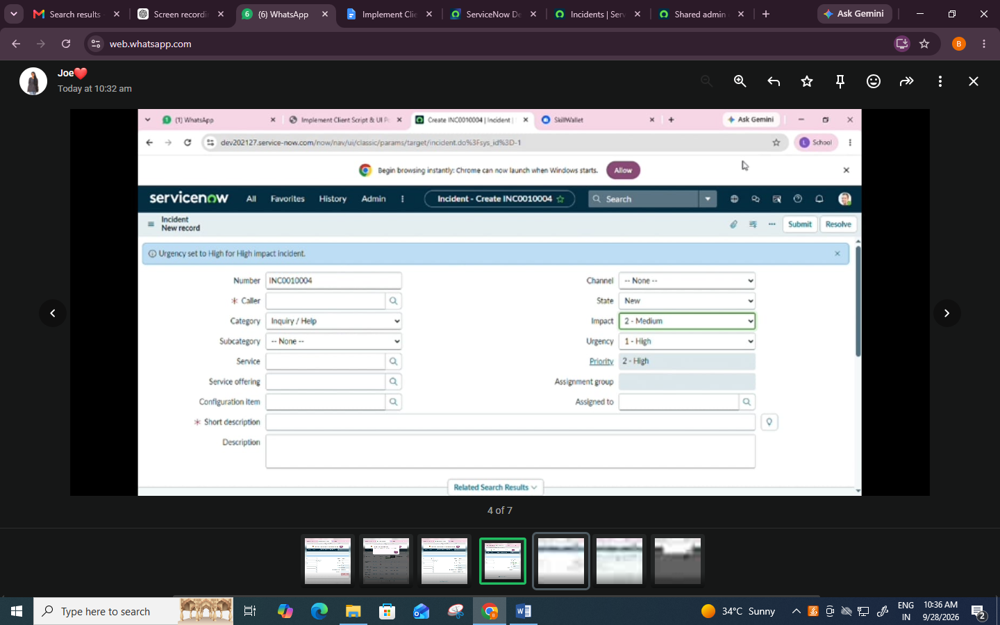 Search results
Screen recordi
6
(6) WhatsApp
Implement Clie
ServiceNow De
Incidents | Serv
Shared admin
Ask Gemini
web.whatsapp.com
B
Joe❤️
Today at 10:32 am
1
(1) WhatsApp
Implement Client Script & UI Po
Create INC0010004 | Incident |
SkillWallet
Ask Gemini
dev202127.service-now.com/now/nav/ui/classic/params/target/incident.do%3Fsys_id%3D-1
L School
Begin browsing instantly: Chrome can now launch when Windows starts.
Allow
servicenow
All
Favorites
History
Admin
Incident - Create INC0010004
Search
Incident
New record
Submit
Resolve
Urgency set to High for High impact incident.
Number INC0010004
Channel -- None --
* Caller
State New
Category Inquiry / Help
Impact 2 - Medium
Subcategory -- None --
Urgency 1 - High
Service
Priority 2 - High
Service offering
Assignment group
Configuration item
Assigned to
* Short description
Description
Related Search Results
4 of 7
Type here to search
34°C Sunny
ENG
IN
10:36 AM
9/28/2026
2